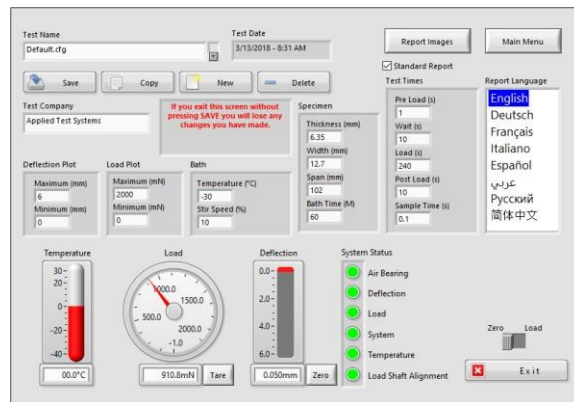 Test Name
Default.cfg
Test Date
3/13/2018 - 8:31 AM
Report Images
Main Menu
Save
Copy
New
Delete
Standard Report
Test Company
Applied Test Systems
If you exit this screen without
pressing SAVE you will lose any
changes you have made.
Specimen
Thickness (mm)
6.35
Width (mm)
12.7
Span (mm)
102
Bath Time (M)
60
Test Times
Pre Load (s)
1
Wait (s)
10
Load (s)
240
Post Load (s)
10
Sample Time (s)
0.1
Report Language
English
Deutsch
Français
Italiano
Español
عربي
Русский
简体中文
Deflection Plot
Maximum (mm)
6
Minimum (mm)
0
Load Plot
Maximum (mN)
2000
Minimum (mN)
0
Bath
Temperature (°C)
-30
Stir Speed (%)
10
Temperature
30-
20-
0-
-20-
-40-
00.0°C
Load
1000.0
1500.0
500.0
2000.0
-1.0
910.8mN
Tare
Deflection
0.0-
2.0-
4.0-
6.0-
0.050mm
Zero
System Status
Air Bearing
Deflection
Load
System
Temperature
Load Shaft Alignment
Zero Load
Exit